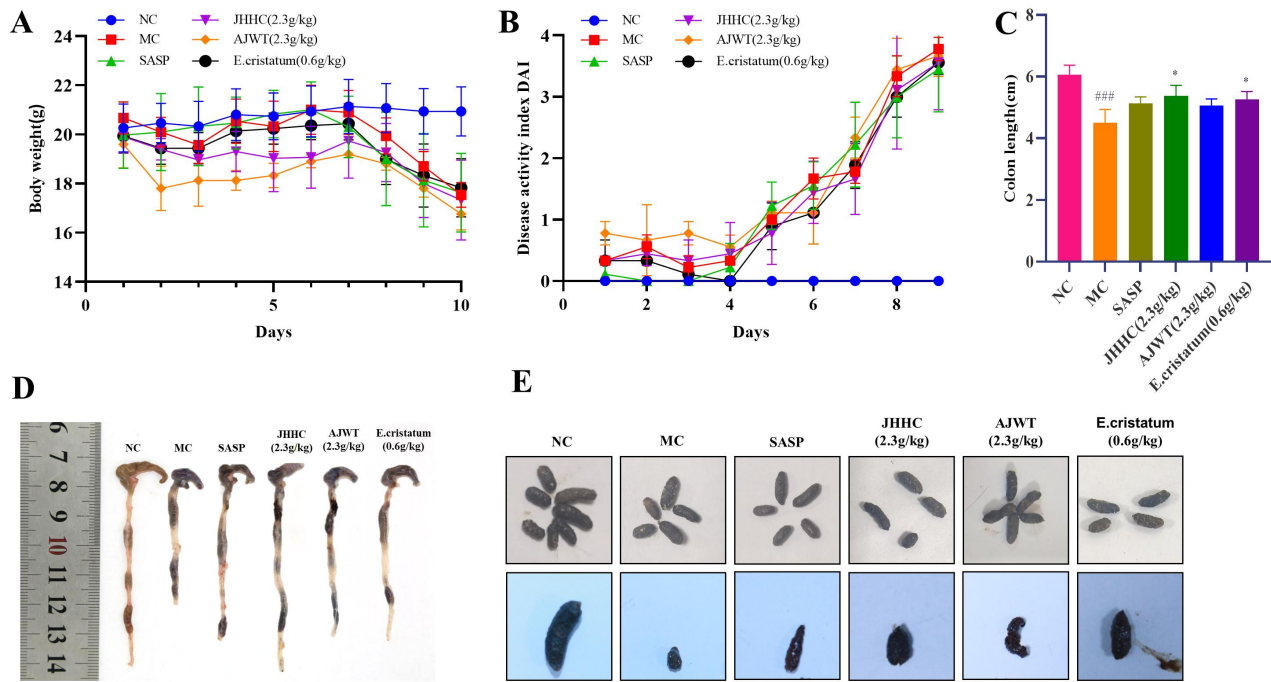 A
NC
MC
SASP
JHHC(2.3g/kg)
AJWT(2.3g/kg)
E.cristatum(0.6g/kg)
Body weight(g)
24
22
20
18
16
14
0
5
10
Days
B
NC
MC
SASP
JHHC(2.3g/kg)
AJWT(2.3g/kg)
E.cristatum(0.6g/kg)
Disease activity index DAI
4
3
2
1
0
0
2
4
6
8
Days
C
Colon length(cm)
8
6
4
2
0
###
*
*
NC
MC
SASP
JHHC(2.3g/kg)
AJWT(2.3g/kg)
E.cristatum(0.6g/kg)
D
6
7
8
9
10
11
12
13
14
NC
MC
SASP
JHHC
(2.3g/kg)
AJWT
(2.3g/kg)
E.cristatum
(0.6g/kg)
E
NC
MC
SASP
JHHC
(2.3g/kg)
AJWT
(2.3g/kg)
E.cristatum
(0.6g/kg)